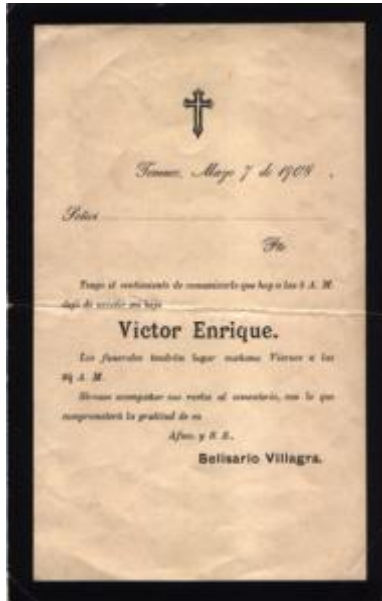 Temuco, Mayo 7 de 1908.
Señor
Pte
Tengo el sentimiento de comunicarle que hoy a las 5 A. M.
dejó de existir mi hijo
Victor Enrique.
Los funerales tendrán lugar mañana Viernes a las
A. M.
Sírvase acompañar sus restos al cementerio, con lo que
comprometerá la gratitud de su
Afmo. y S. S.
Belisario Villagra.